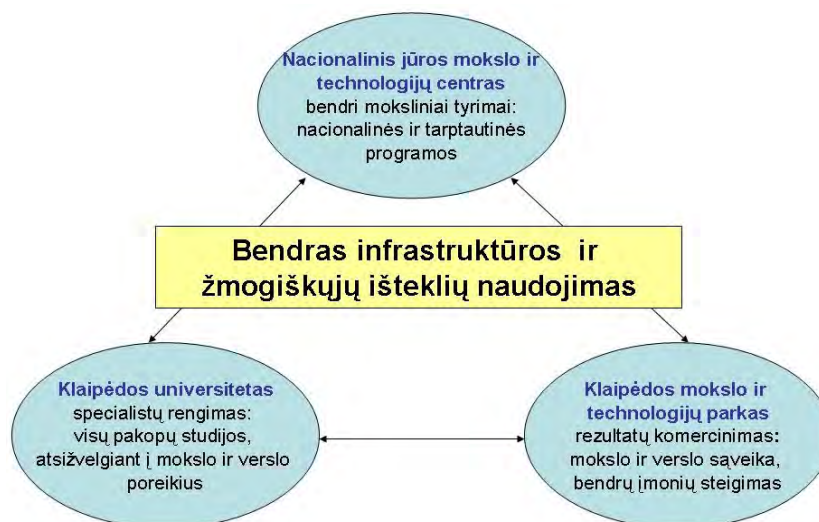 Nacionalinis jūros mokslo ir
technologijų centras
bendri moksliniai tyrimai:
nacionalinės ir tarptautinės
programos
Bendras infrastruktūros ir
žmogiškųjų išteklių naudojimas
Klaipėdos universitetas
specialistų rengimas:
visų pakopų studijos,
atsižvelgiant į mokslo ir verslo
poreikius
Klaipėdos mokslo ir
technologijų parkas
rezultatų komercinimas:
mokslo ir verslo sąveika,
bendrų įmonių steigimas